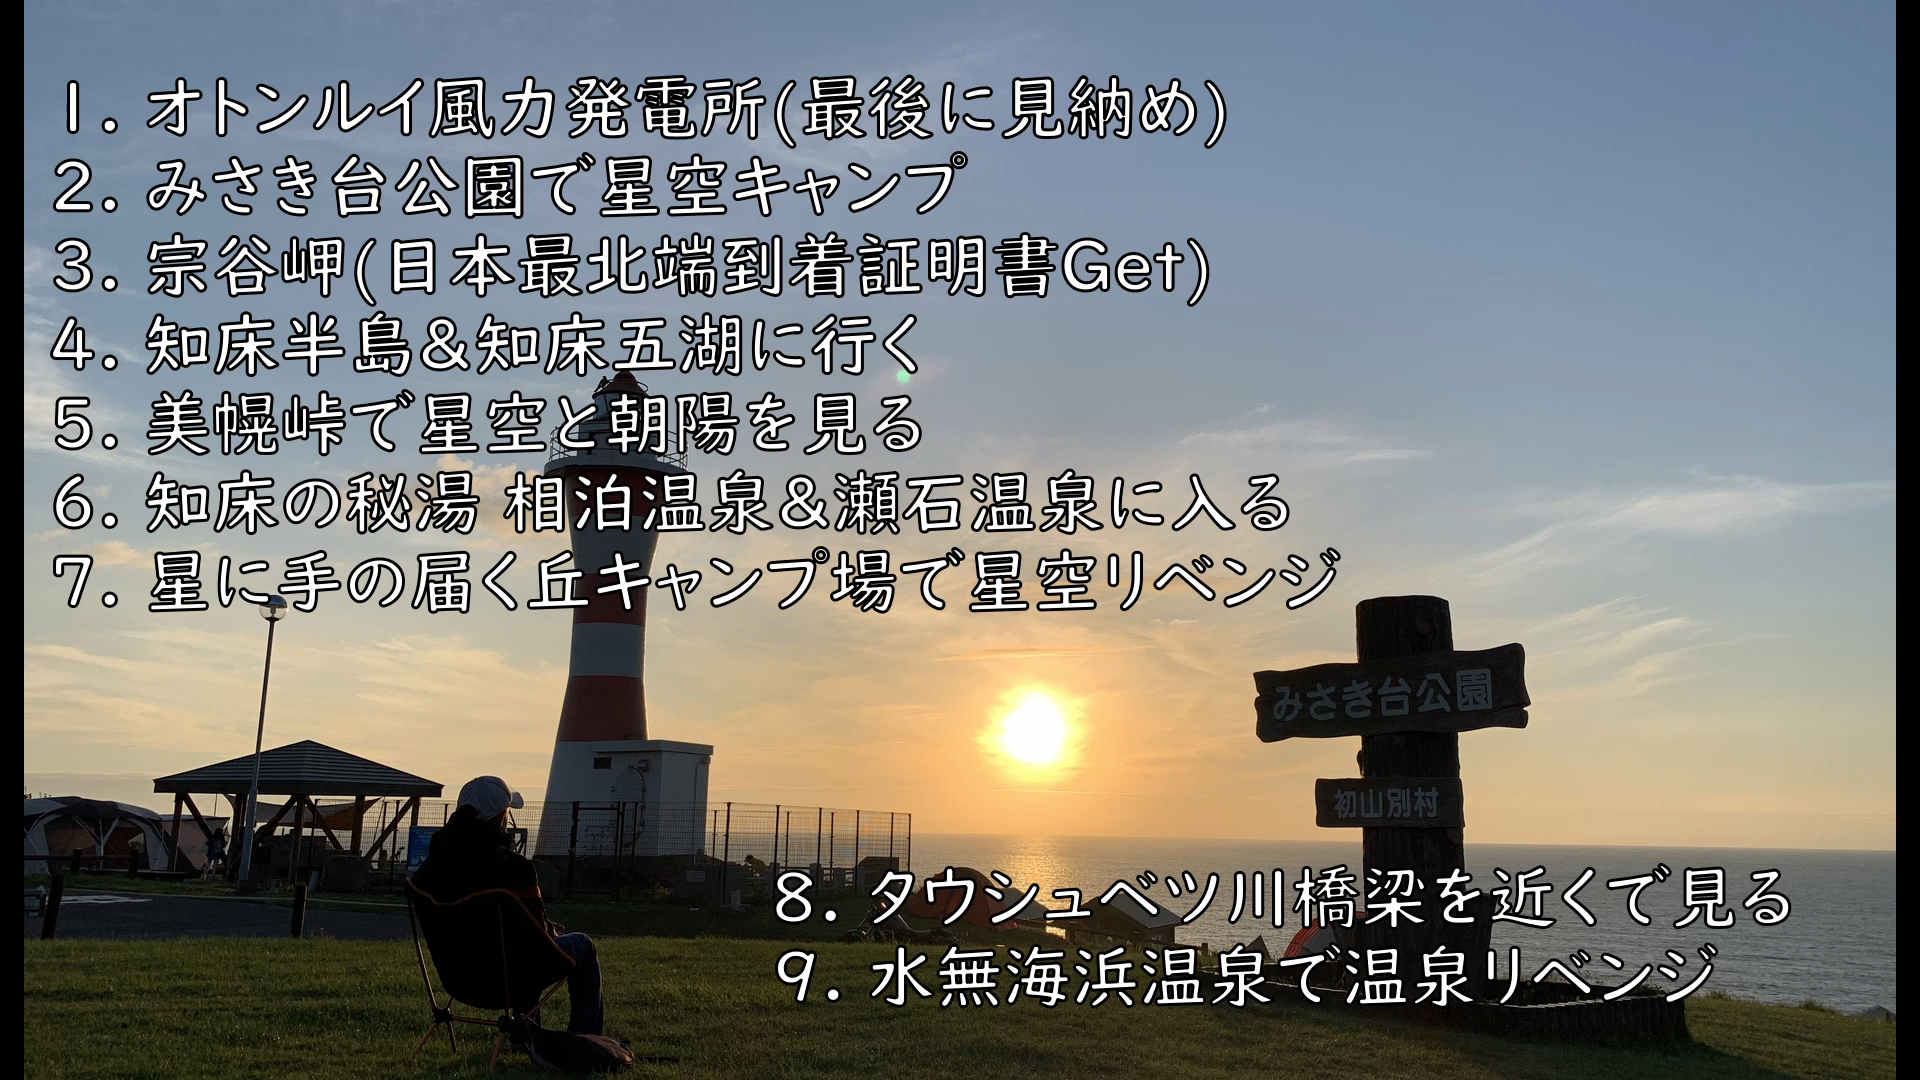 1. オトンルイ風力発電所(最後に見納め)
2. みさき台公園で星空キャンプ
3. 宗谷岬(日本最北端到着証明書Get)
4. 知床半島&知床五湖に行く
5. 美幌峠で星空と朝陽を見る
6. 知床の秘湯 相泊温泉&瀬石温泉に入る
7. 星に手の届く丘キャンプ場で星空リベンジ
みさき台公園
初山別村
8. タウシュベツ川橋梁を近くで見る
9. 水無海浜温泉で温泉リベンジ